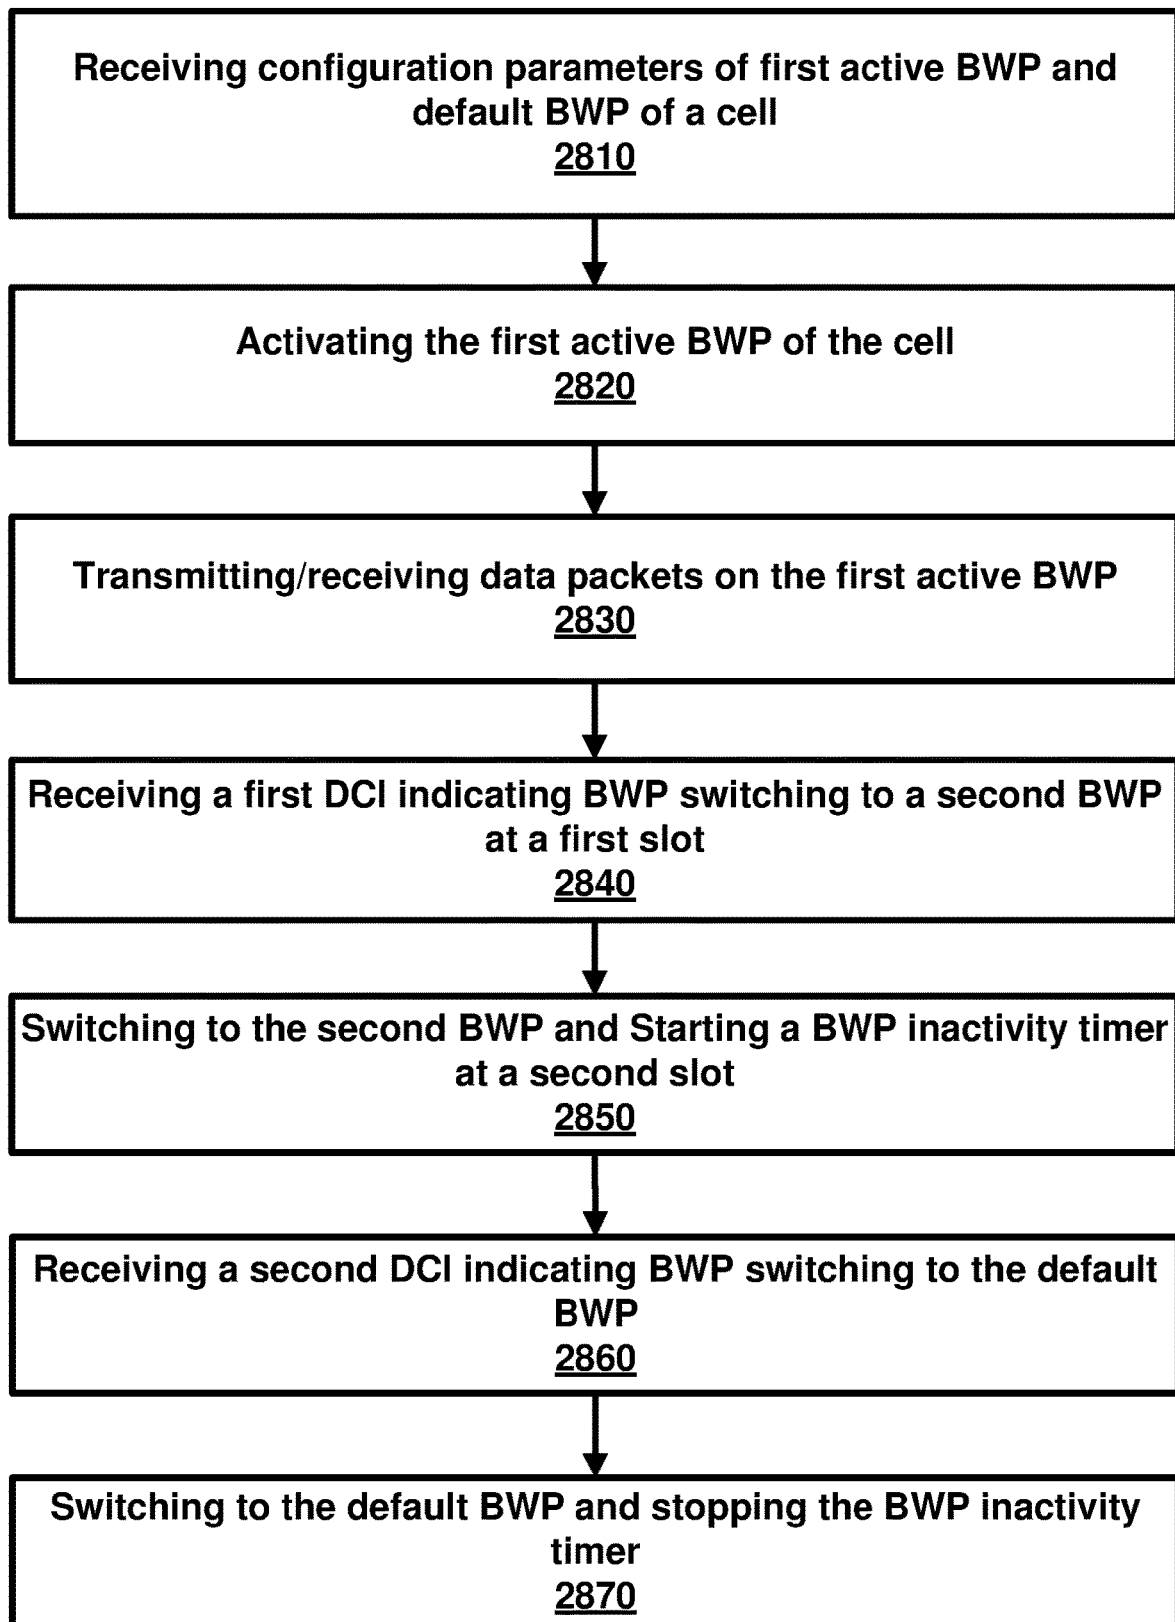 Receiving configuration parameters of first active BWP and
default BWP of a cell
2810
Activating the first active BWP of the cell
2820
Transmitting/receiving data packets on the first active BWP
2830
Receiving a first DCI indicating BWP switching to a second BWP
at a first slot
2840
Switching to the second BWP and Starting a BWP inactivity timer
at a second slot
2850
Receiving a second DCI indicating BWP switching to the default
BWP
2860
Switching to the default BWP and stopping the BWP inactivity
timer
2870